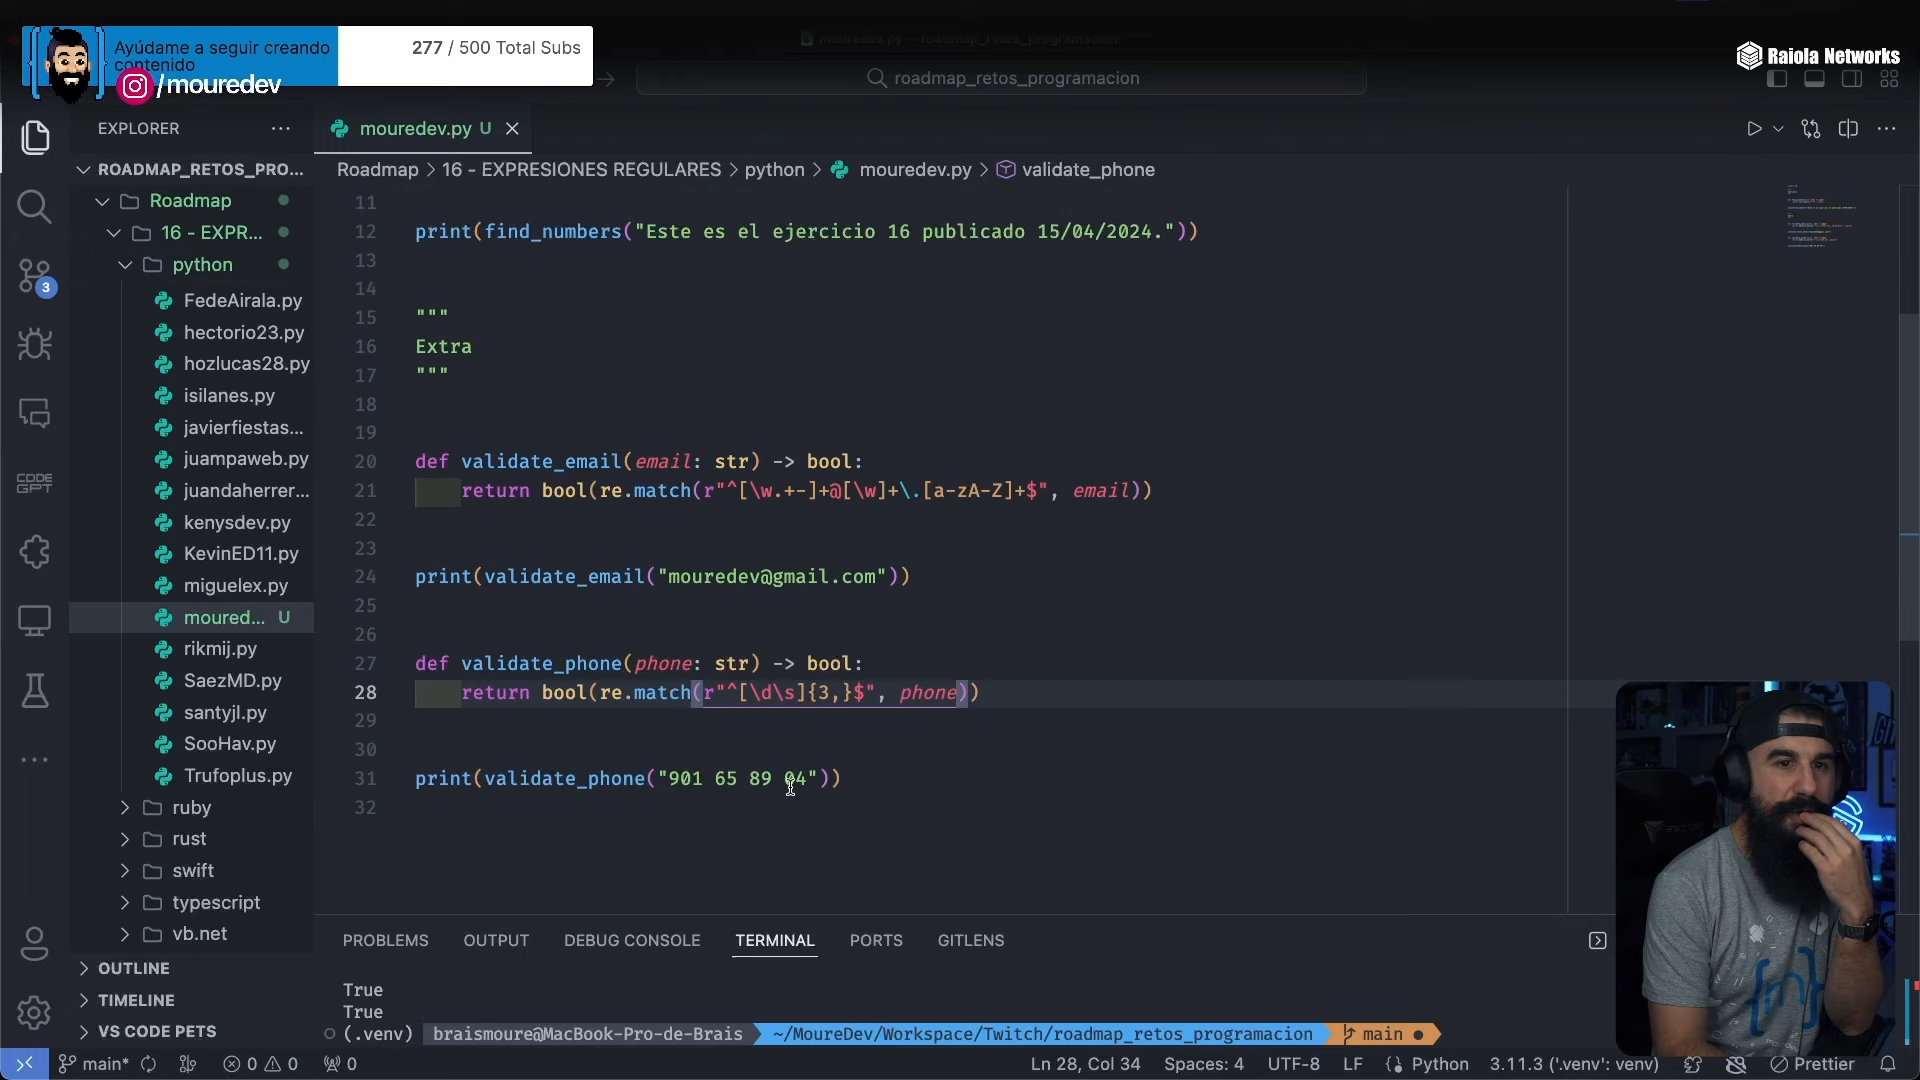 Ayúdame a seguir creando
contenido
/mouredev
277 / 500 Total Subs
roadmap_retos_programacion
Raiola Networks
EXPLORER
mouredev.py U
ROADMAP_RETOS_PRO...
Roadmap
16 - EXPR...
python
FedeAirala.py
hectorio23.py
hozlucas28.py
isilanes.py
javierfiestas...
juampaweb.py
juandaherrer...
kenysdev.py
KevinED11.py
miguelex.py
moured... U
rikmij.py
SaezMD.py
santyjl.py
SooHav.py
Trufoplus.py
ruby
rust
swift
typescript
vb.net
OUTLINE
TIMELINE
VS CODE PETS
3
CODE
GPT
Roadmap > 16 - EXPRESIONES REGULARES > python > mouredev.py > validate_phone
11
12 print(find_numbers("Este es el ejercicio 16 publicado 15/04/2024."))
13
14
15 """
16 Extra
17 """
18
19
20 def validate_email(email: str) -> bool:
21 return bool(re.match(r"^[\w.+-]+@[\w]+\.[a-zA-Z]+$", email))
22
23
24 print(validate_email("mouredev@gmail.com"))
25
26
27 def validate_phone(phone: str) -> bool:
28 return bool(re.match(r"^[\d\s]{3,}$", phone))
29
30
31 print(validate_phone("901 65 89 04"))
32
PROBLEMS OUTPUT DEBUG CONSOLE TERMINAL PORTS GITLENS
True
True
(.venv) braismoure@MacBook-Pro-de-Brais ~/MoureDev/Workspace/Twitch/roadmap_retos_programacion main
main* 0 0 0 Ln 28, Col 34 Spaces: 4 UTF-8 LF Python 3.11.3 ('.venv': venv) Prettier